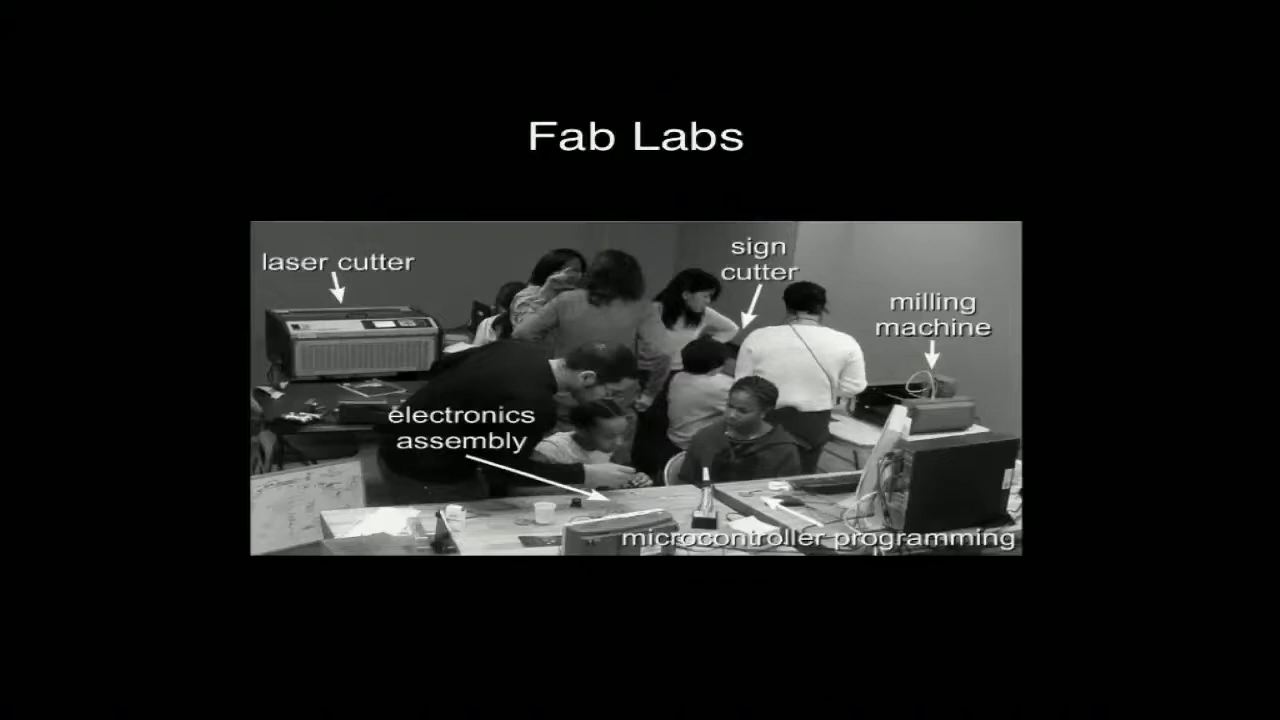 Fab Labs
laser cutter
sign
cutter
milling
machine
electronics
assembly
microcontroller programming